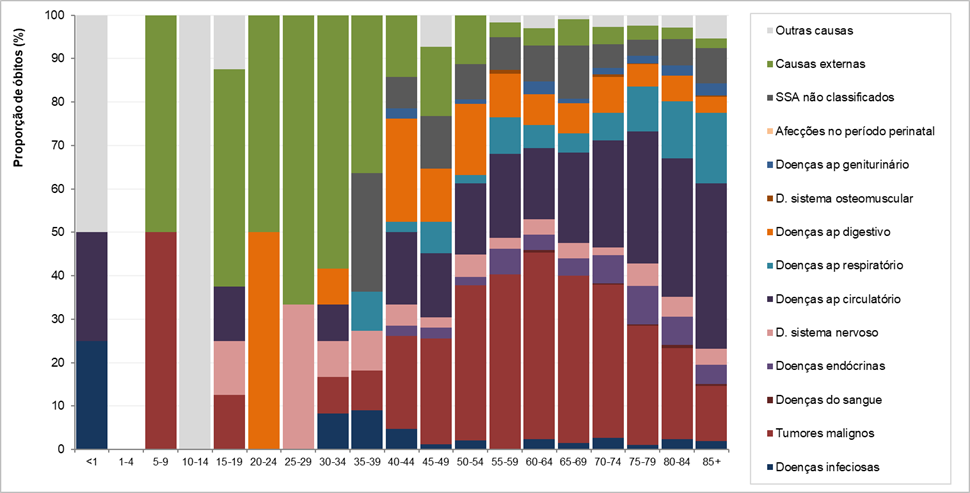 Proporção de óbitos (%)
100
90
80
70
60
50
40
30
20
10
0
<1 1-4 5-9 10-14 15-19 20-24 25-29 30-34 35-39 40-44 45-49 50-54 55-59 60-64 65-69 70-74 75-79 80-84 85+
Outras causas
Causas externas
SSA não classificados
Afecções no período perinatal
Doenças ap geniturinário
D. sistema osteomuscular
Doenças ap digestivo
Doenças ap respiratório
Doenças ap circulatório
D. sistema nervoso
Doenças endócrinas
Doenças do sangue
Tumores malignos
Doenças infeciosas